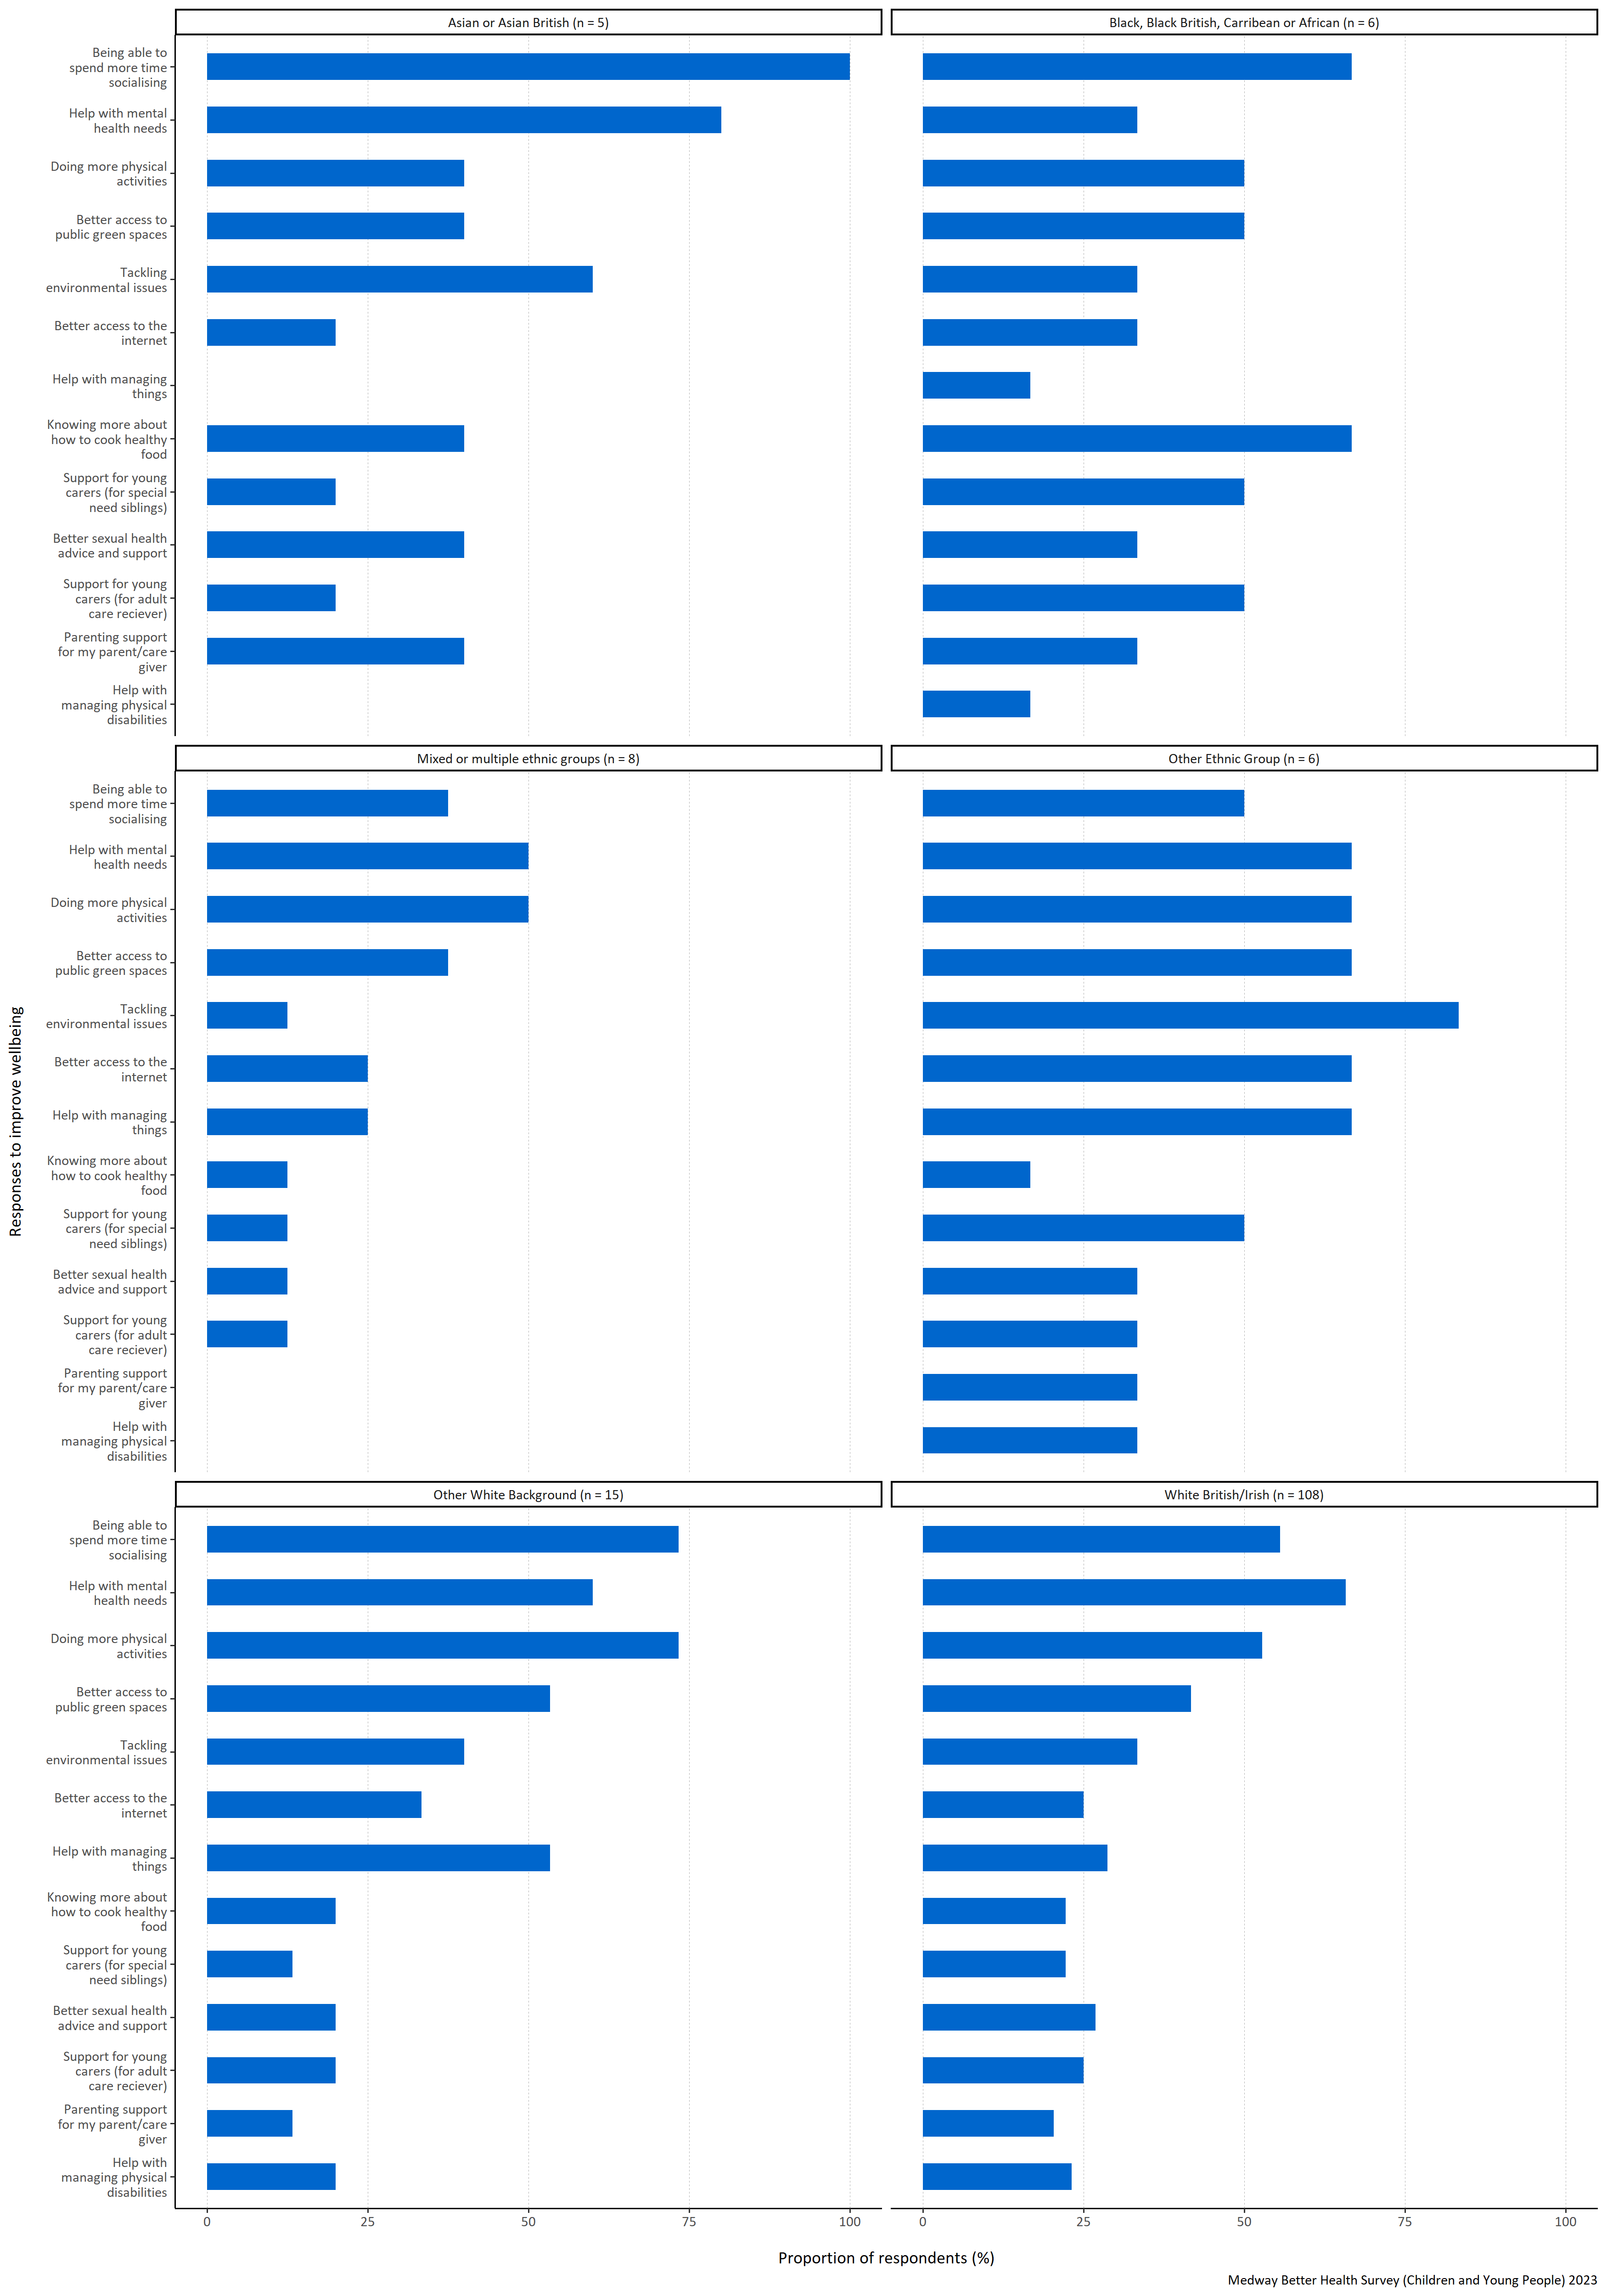 Asian or Asian British (n = 5)
Black, Black British, Carribean or African (n = 6)
Being able to
spend more time
socialising
Help with mental
health needs
Doing more physical
activities
Better access to
public green spaces
Tackling
environmental issues
Better access to the
internet
Help with managing
things
Knowing more about
how to cook healthy
food
Support for young
carers (for special
need siblings)
Better sexual health
advice and support
Support for young
carers (for adult
care reciever)
Parenting support
for my parent/care
giver
Help with
managing physical
disabilities
Mixed or multiple ethnic groups (n = 8)
Other Ethnic Group (n = 6)
Being able to
spend more time
socialising
Help with mental
health needs
Doing more physical
activities
Better access to
public green spaces
Tackling
environmental issues
Better access to the
internet
Help with managing
things
Knowing more about
how to cook healthy
food
Support for young
carers (for special
need siblings)
Better sexual health
advice and support
Support for young
carers (for adult
care reciever)
Parenting support
for my parent/care
giver
Help with
managing physical
disabilities
Responses to improve wellbeing
Other White Background (n = 15)
White British/Irish (n = 108)
Being able to
spend more time
socialising
Help with mental
health needs
Doing more physical
activities
Better access to
public green spaces
Tackling
environmental issues
Better access to the
internet
Help with managing
things
Knowing more about
how to cook healthy
food
Support for young
carers (for special
need siblings)
Better sexual health
advice and support
Support for young
carers (for adult
care reciever)
Parenting support
for my parent/care
giver
Help with
managing physical
disabilities
0 25 50 75 100
0 25 50 75 100
Proportion of respondents (%)
Medway Better Health Survey (Children and Young People) 2023